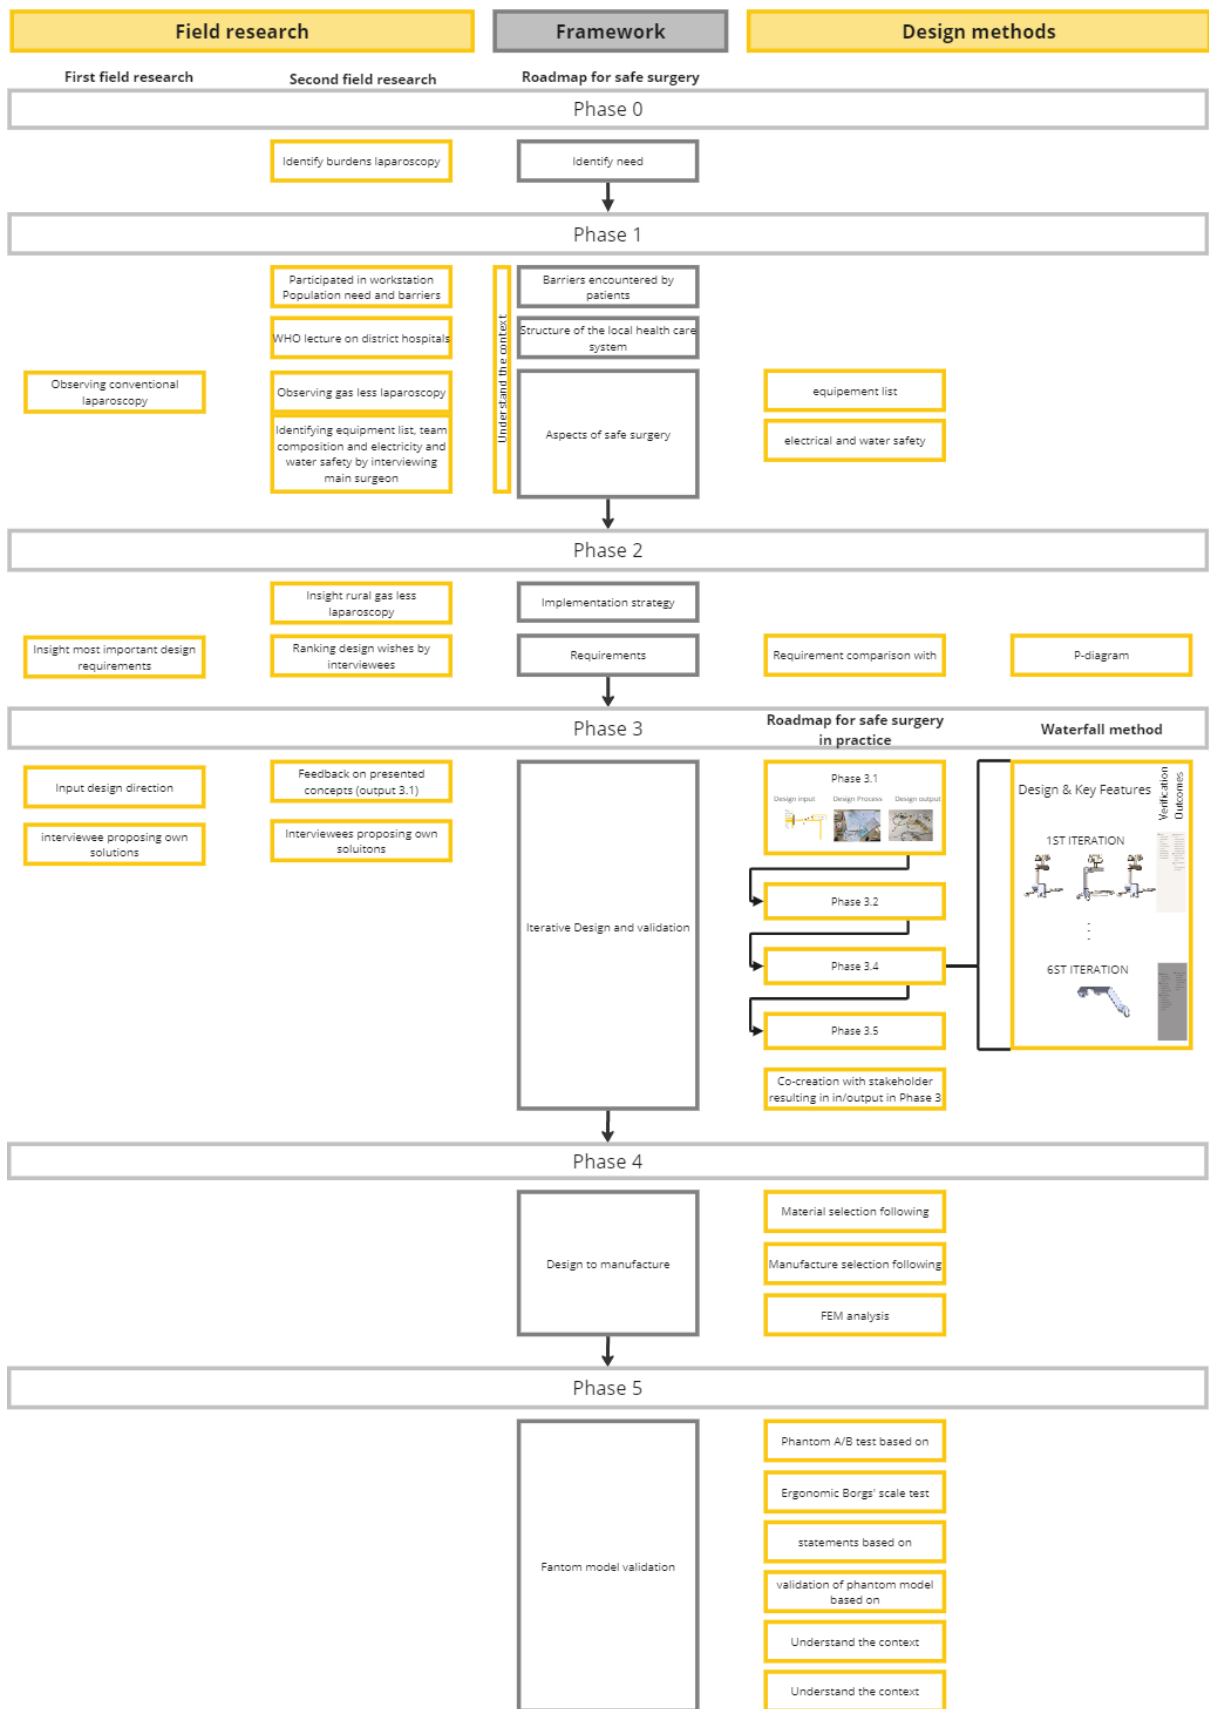 Field research
Framework
Design methods
First field research
Second field research
Roadmap for safe surgery
Phase 0
Identify burdens laparoscopy
Identify need
Phase 1
Participated in workstation
Population need and barriers
Understand the context
Barriers encountered by
patients
WHO lecture on district hospitals
Structure of the local health care
system
Observing conventional
laparoscopy
Observing gas less laparoscopy
Aspects of safe surgery
equipement list
Identifying equipment list, team
composition and electricity and
water safety by interviewing
main surgeon
electrical and water safety
Phase 2
Insight rural gas less
laparoscopy
Implementation strategy
Insight most important design
requirements
Ranking design wishes by
interviewees
Requirements
Requirement comparison with
P-diagram
Phase 3
Roadmap for safe surgery
in practice
Waterfall method
Input design direction
Feedback on presented
concepts (output 3.1)
interviewee proposing own
solutions
Interviewees proposing own
soluitons
Iterative Design and validation
Phase 3.1
Design input
Design Process
Design output
Phase 3.2
Phase 3.4
Phase 3.5
Co-creation with stakeholder
resulting in in/output in Phase 3
Design & Key Features
Verification
Outcomes
1ST ITERATION
6ST ITERATION
Phase 4
Design to manufacture
Material selection following
Manufacture selection following
FEM analysis
Phase 5
Fantom model validation
Phantom A/B test based on
Ergonomic Borgs' scale test
statements based on
validation of phantom model
based on
Understand the context
Understand the context